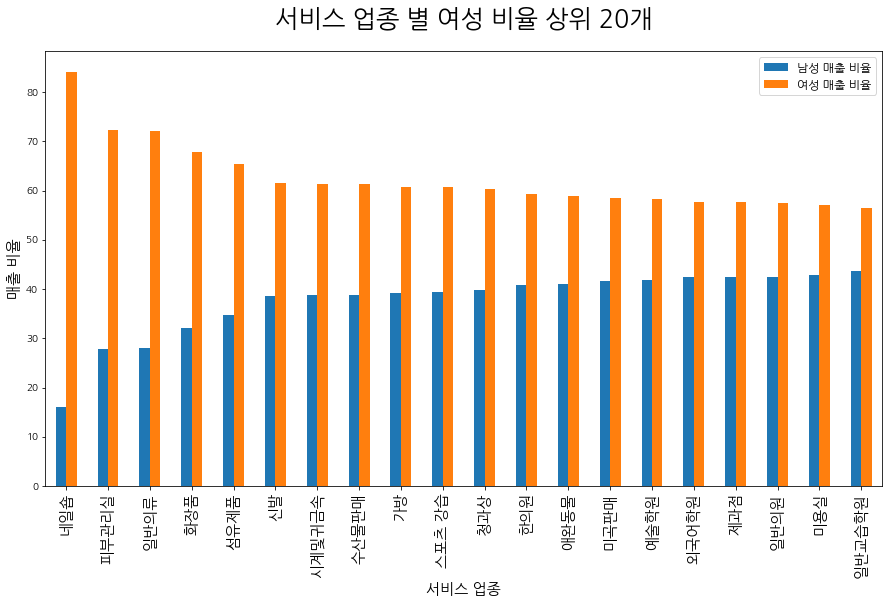 서비스 업종 별 여성 비율 상위 20개
남성 매출 비율
여성 매출 비율
매출 비율
80
70
60
50
40
30
20
10
0
네일숍
피부관리실
일반의류
화장품
섬유제품
신발
시계및귀금속
수산물판매
가방
스포츠 강습
청과상
한의원
애완동물
미곡판매
예술학원
외국어학원
제과점
일반의원
미용실
일반교습학원
서비스 업종